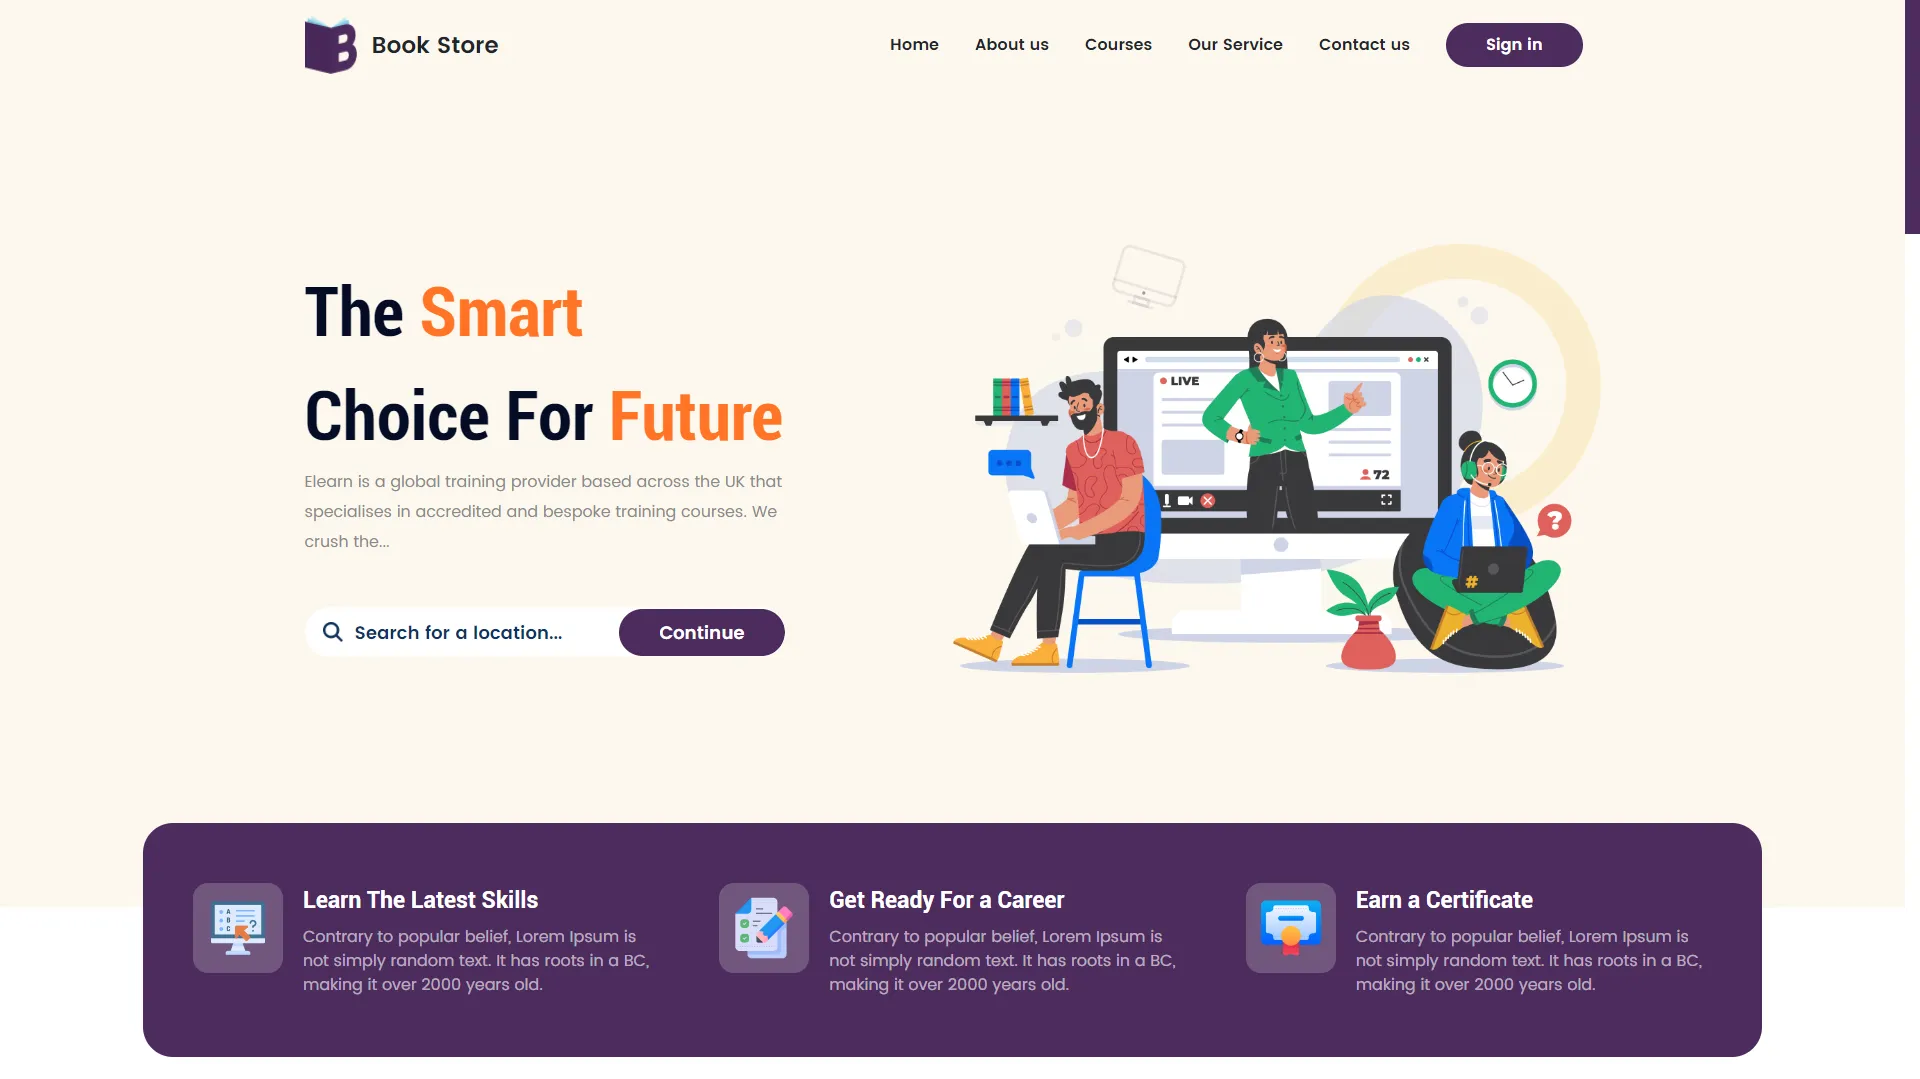 Book Store
Home About us Courses Our Service Contact us Sign in
The Smart
Choice For Future
Elearn is a global training provider based across the UK that
specialises in accredited and bespoke training courses. We
crush the...
Search for a location...
Continue
LIVE
72
?
#
Learn The Latest Skills
Contrary to popular belief, Lorem Ipsum is
not simply random text. It has roots in a BC,
making it over 2000 years old.
Get Ready For a Career
Contrary to popular belief, Lorem Ipsum is
not simply random text. It has roots in a BC,
making it over 2000 years old.
Earn a Certificate
Contrary to popular belief, Lorem Ipsum is
not simply random text. It has roots in a BC,
making it over 2000 years old.
A
B
C
?